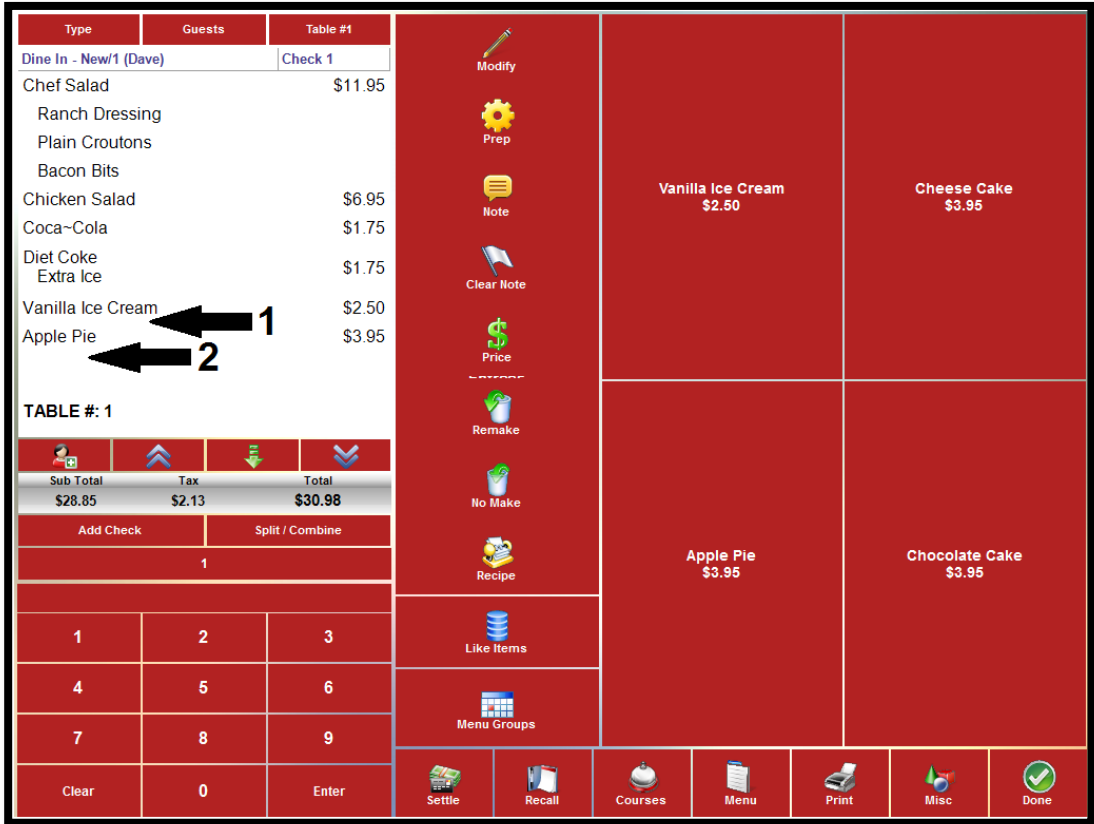 Type Guests Table #1
Dine In - New/1 (Dave) Check 1
Chef Salad $11.95
Ranch Dressing
Plain Croutons
Bacon Bits
Chicken Salad $6.95
Coca~Cola $1.75
Diet Coke $1.75
Extra Ice
Vanilla Ice Cream $2.50
1
Apple Pie $3.95
2
TABLE #: 1
Sub Total Tax Total
$28.85 $2.13 $30.98
Add Check Split / Combine
1
1 2 3
4 5 6
7 8 9
Clear 0 Enter
Modify
Prep
Note
Clear Note
$
Price
Remake
No Make
Recipe
Like Items
Menu Groups
Vanilla Ice Cream
$2.50
Cheese Cake
$3.95
Apple Pie
$3.95
Chocolate Cake
$3.95
Settle Recall Courses Menu Print Misc Done